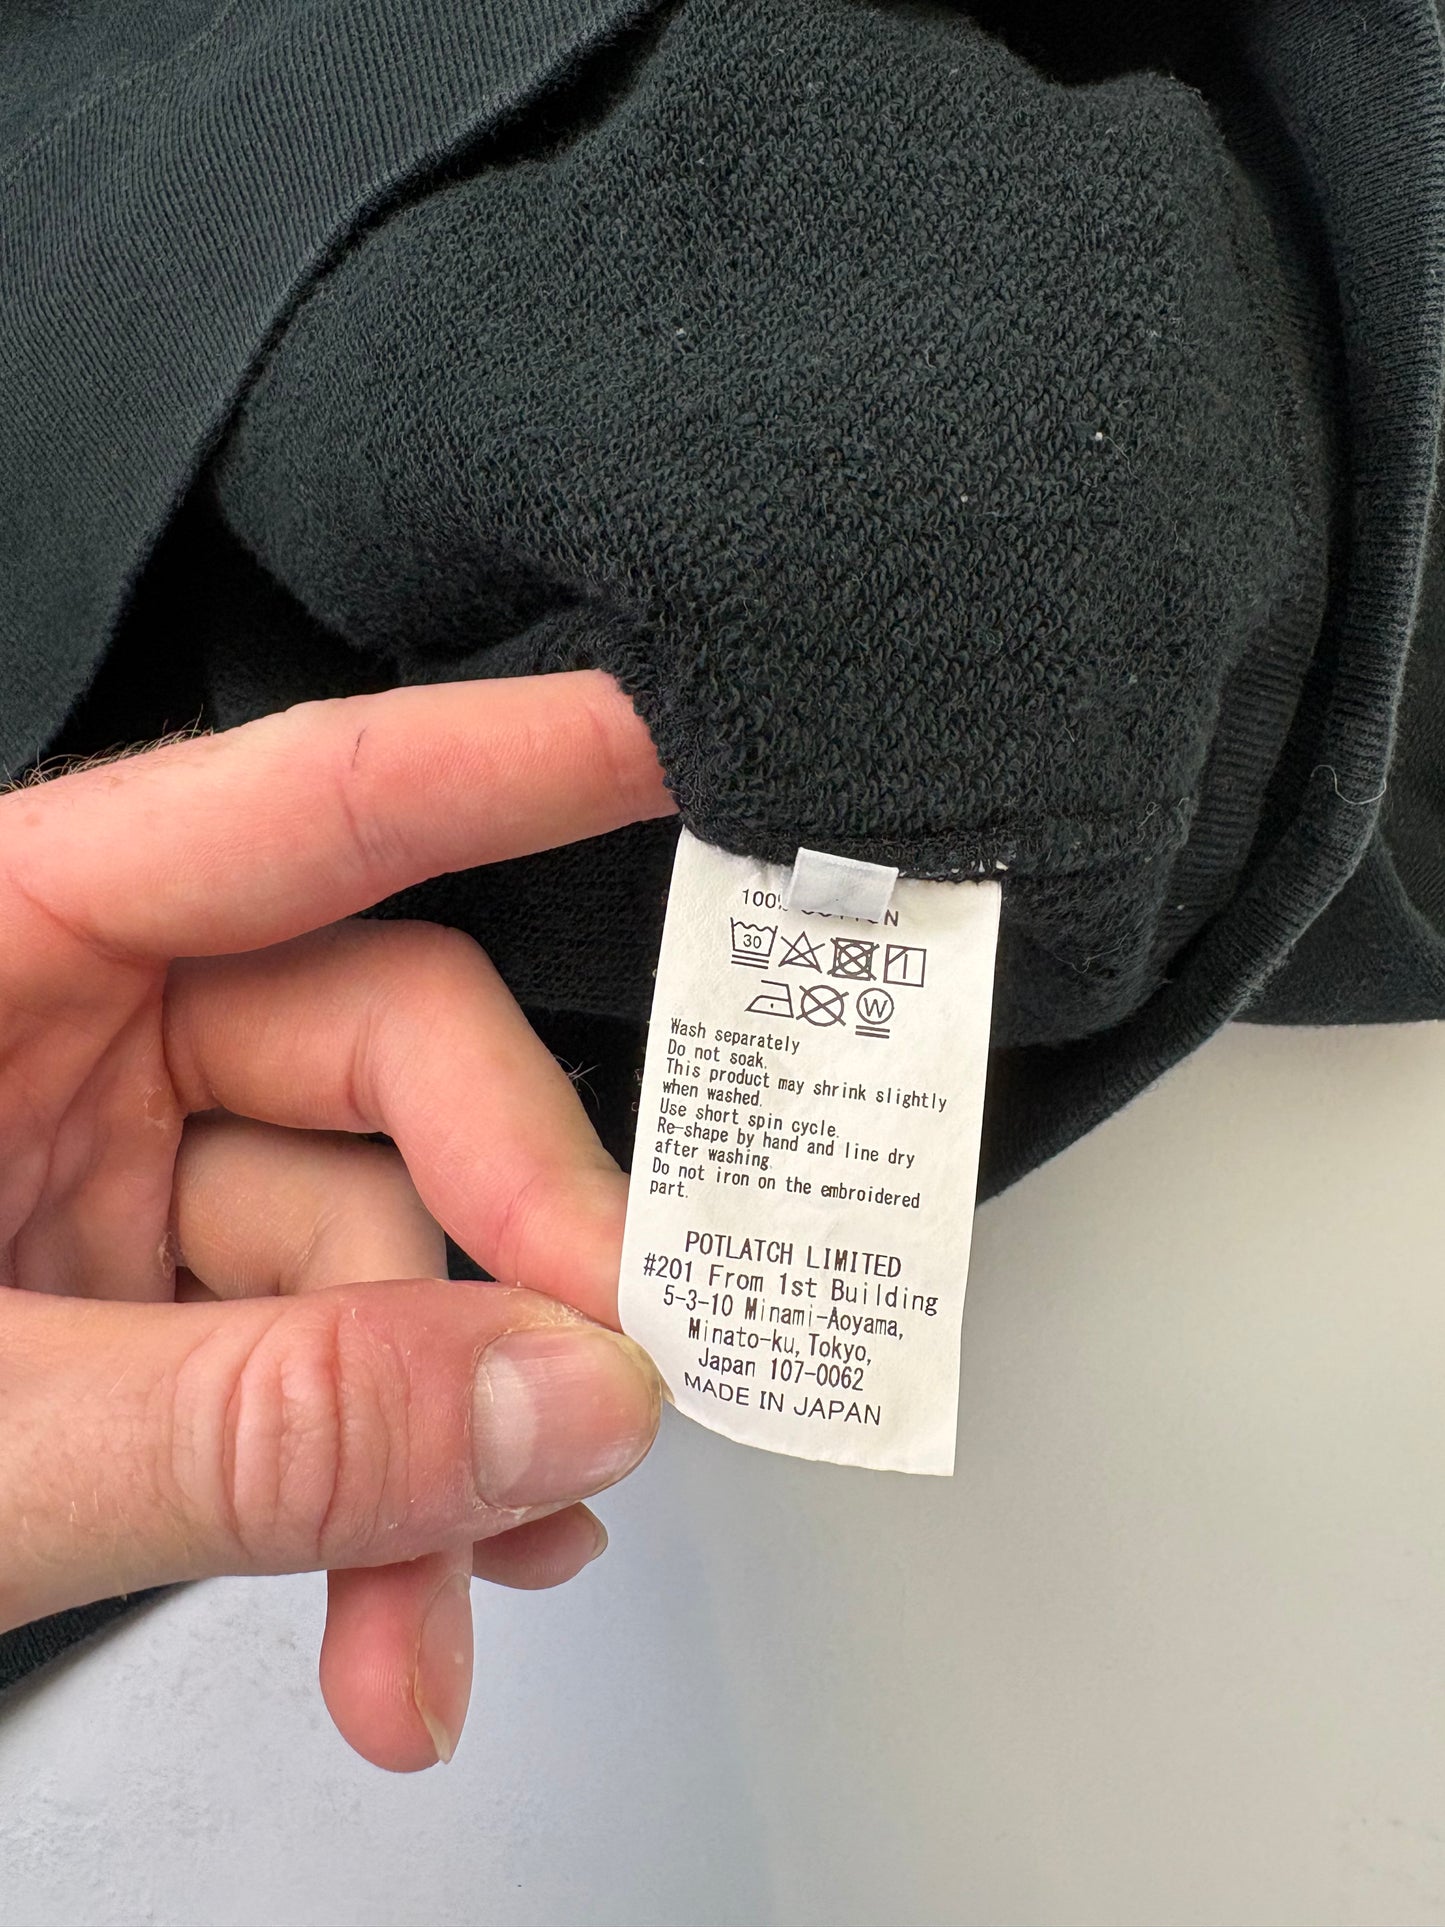 30
W
Wash separately
Do not soak.
This product may shrink slightly
when washed.
Use short spin cycle.
Re-shape by hand and line dry
after washing.
Do not iron on the embroidered
part.
POTLATCH LIMITED
#201 From 1st Building
5-3-10 Minami-Aoyama,
Minato-ku, Tokyo,
Japan 107-0062
MADE IN JAPAN